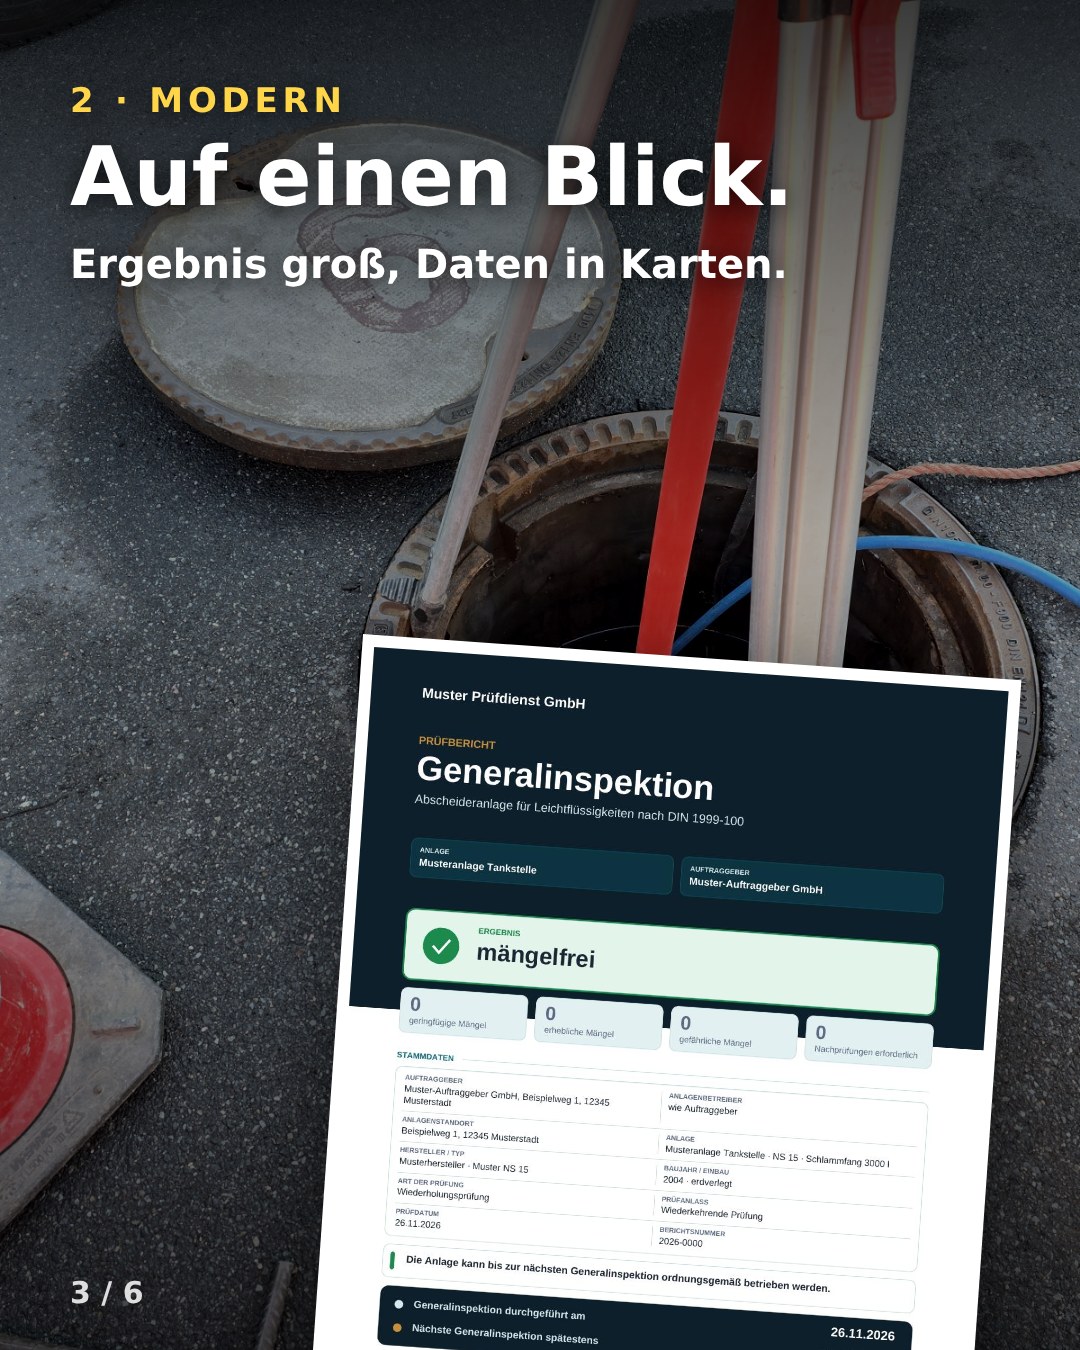 2 · MODERN
Auf einen Blick.
Ergebnis groß, Daten in Karten.
Muster Prüfdienst GmbH
PRÜFBERICHT
Generalinspektion
Abscheideranlage für Leichtflüssigkeiten nach DIN 1999-100
ANLAGE
Musteranlage Tankstelle
AUFTRAGGEBER
Muster-Auftraggeber GmbH
ERGEBNIS
mängelfrei
0
geringfügige Mängel
0
erhebliche Mängel
0
gefährliche Mängel
0
Nachprüfungen erforderlich
STAMMDATEN
AUFTRAGGEBER
Muster-Auftraggeber GmbH, Beispielweg 1, 12345
Musterstadt
ANLAGENBETREIBER
wie Auftraggeber
ANLAGENSTANDORT
Beispielweg 1, 12345 Musterstadt
ANLAGE
Musteranlage Tankstelle · NS 15 · Schlammfang 3000 l
HERSTELLER / TYP
Musterhersteller · Muster NS 15
BAUJAHR / EINBAU
2004 · erdverlegt
ART DER PRÜFUNG
Wiederholungsprüfung
PRÜFANLASS
Wiederkehrende Prüfung
PRÜFDATUM
26.11.2026
BERICHTSNUMMER
2026-0000
Die Anlage kann bis zur nächsten Generalinspektion ordnungsgemäß betrieben werden.
Generalinspektion durchgeführt am
26.11.2026
Nächste Generalinspektion spätestens
3 / 6